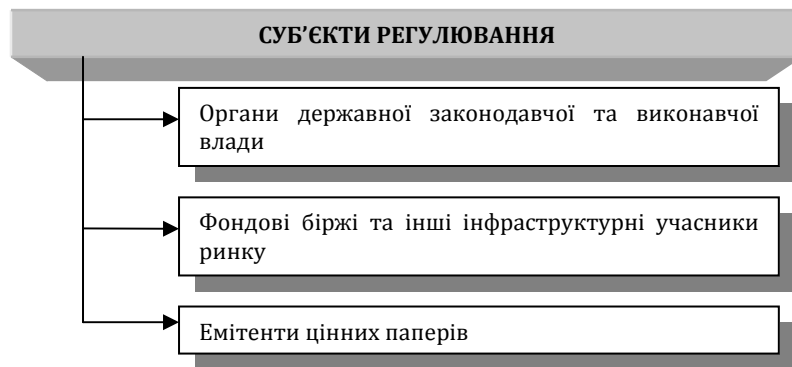 СУБ’ЄКТИ РЕГУЛЮВАННЯ
Органи державної законодавчої та виконавчої
влади
Фондові біржі та інші інфраструктурні учасники
ринку
Емітенти цінних паперів